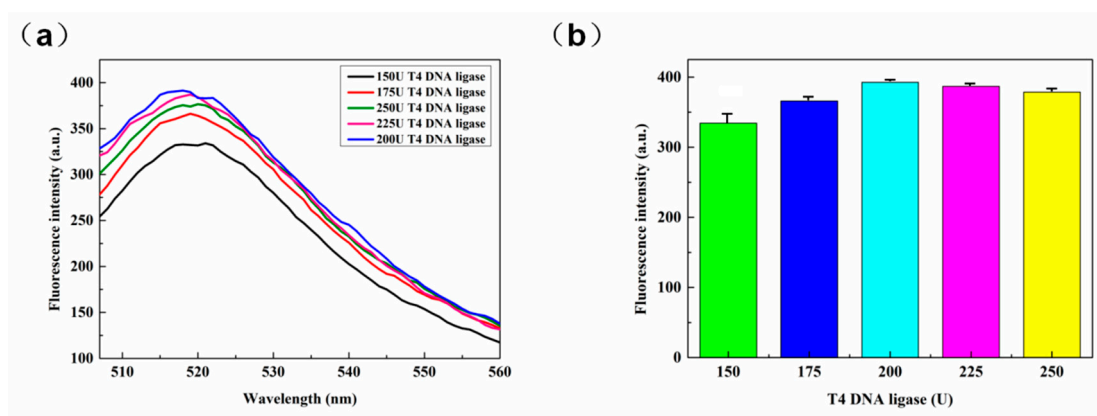 (a)
400
350
300
250
200
150
100
510 520 530 540 550 560
Wavelength (nm)
Fluorescence intensity (a.u.)
150U T4 DNA ligase
175U T4 DNA ligase
250U T4 DNA ligase
225U T4 DNA ligase
200U T4 DNA ligase
(b)
400
300
200
100
0
150 175 200 225 250
T4 DNA ligase (U)
Fluorescence intensity (a.u.)